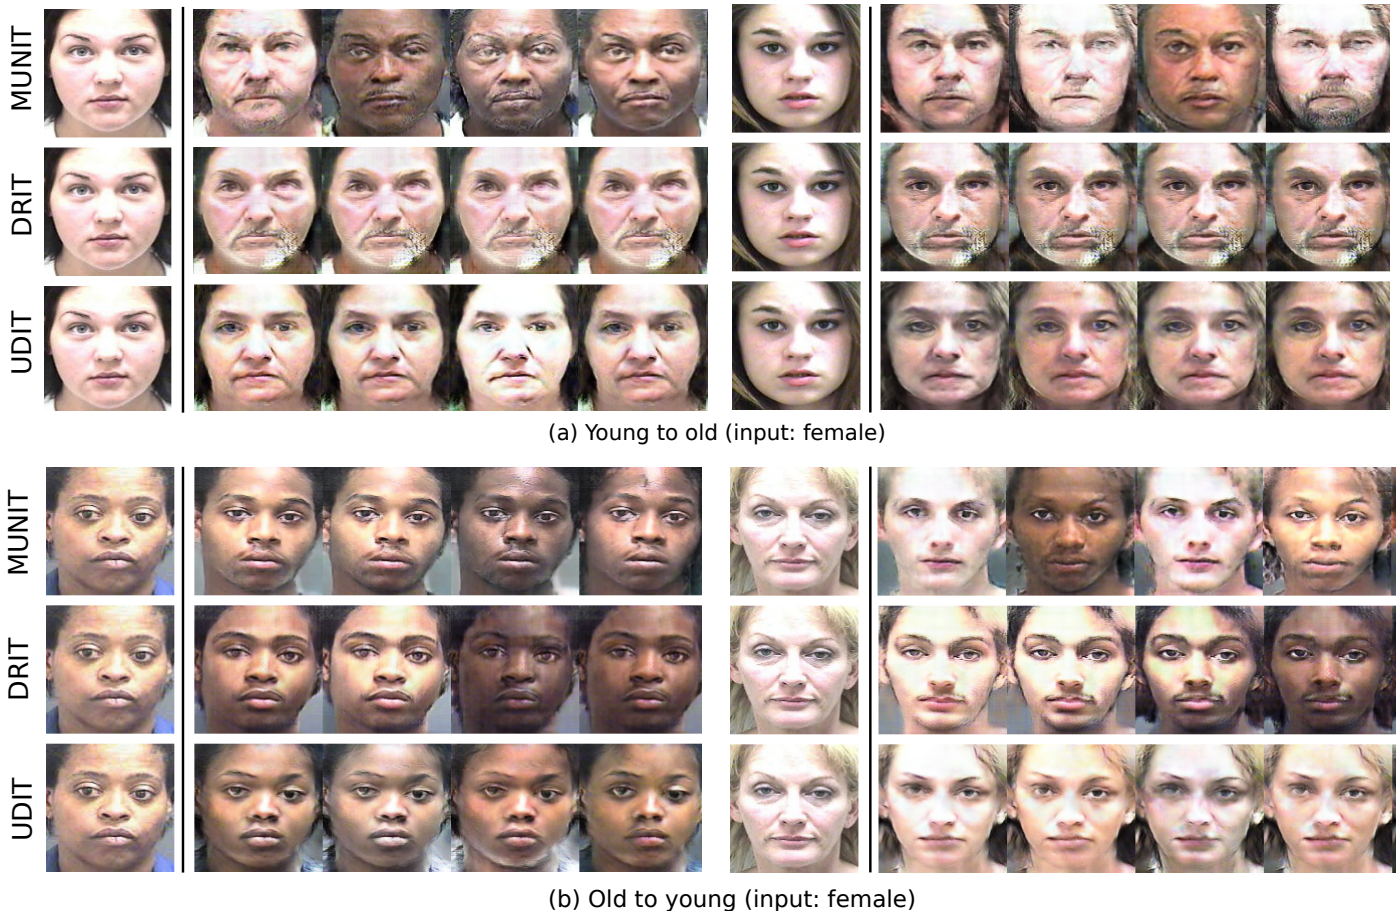 MUNIT
DRIT
UDIT
(a) Young to old (input: female)
MUNIT
DRIT
UDIT
(b) Old to young (input: female)